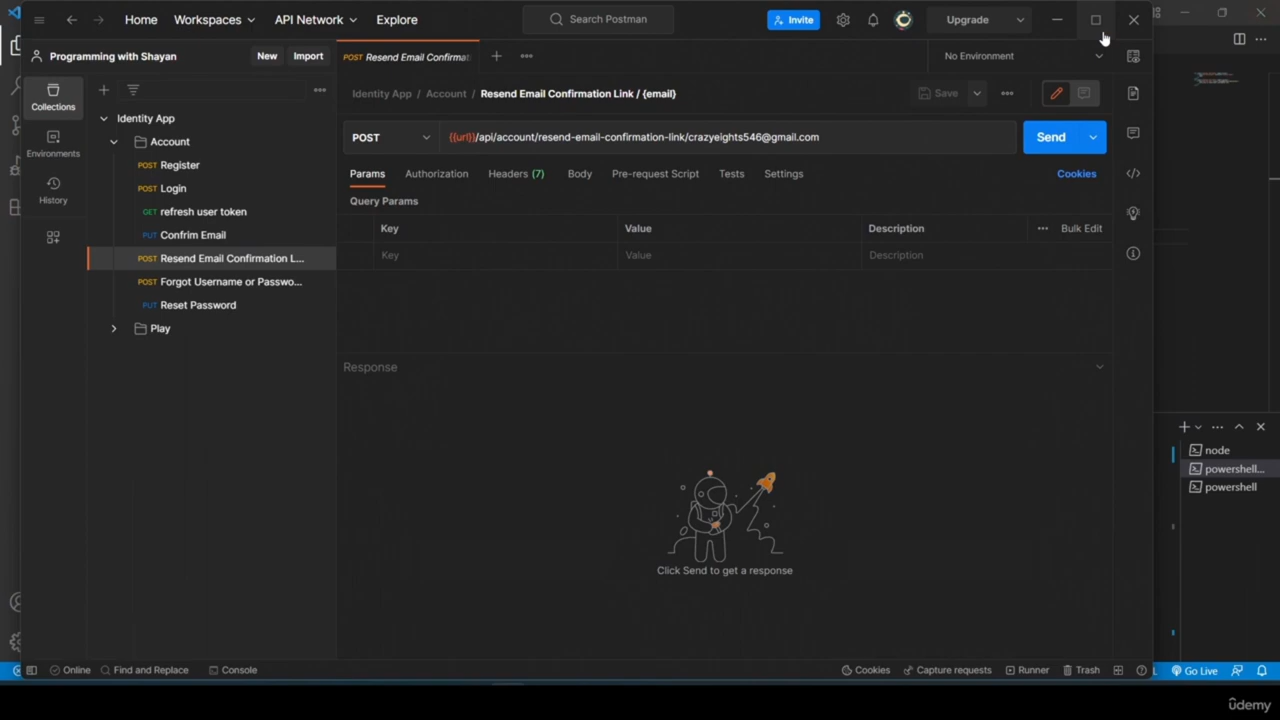 Home Workspaces API Network Explore Search Postman Invite Upgrade
Programming with Shayan New Import POST Resend Email Confirmat No Environment
Collections
Environments
History
Identity App
Account
POST Register
POST Login
GET refresh user token
PUT Confrim Email
POST Resend Email Confirmation L...
POST Forgot Username or Passwo...
PUT Reset Password
Play
Identity App / Account / Resend Email Confirmation Link / {email} Save
POST {{url}}/api/account/resend-email-confirmation-link/crazyeights546@gmail.com Send
Params Authorization Headers (7) Body Pre-request Script Tests Settings Cookies
Query Params
Key Value Description Bulk Edit
Key Value Description
Response
Click Send to get a response
node
powershell...
powershell
Online Find and Replace Console Cookies Capture requests Runner Trash
Go Live
ûdemy